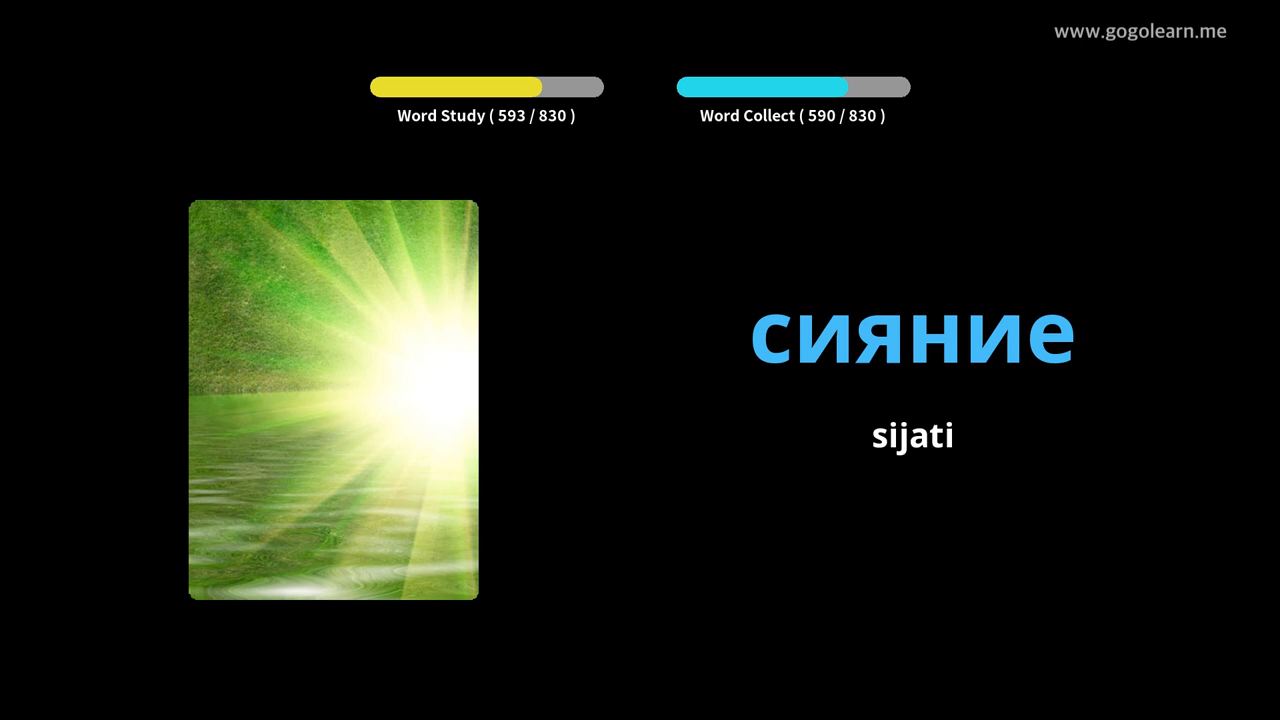 www.gogolearn.me
Word Study ( 593 / 830 )
Word Collect ( 590 / 830 )
сияние
sijati